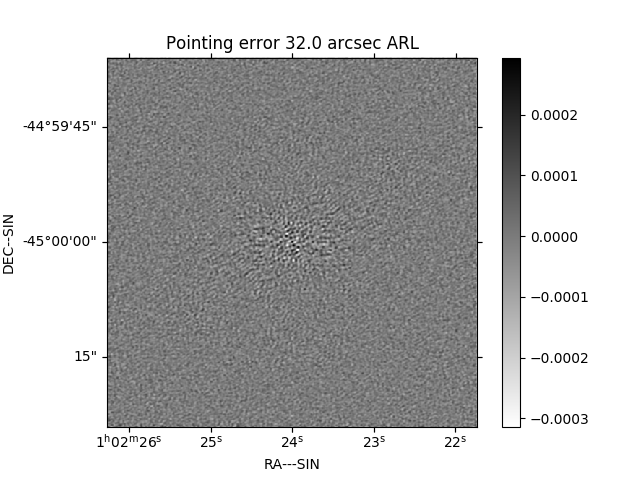 Pointing error 32.0 arcsec ARL
-44°59'45"
-45°00'00"
15"
DEC--SIN
1ʰ02ᵐ26ˢ 25ˢ 24ˢ 23ˢ 22ˢ
RA---SIN
0.0002
0.0001
0.0000
−0.0001
−0.0002
−0.0003